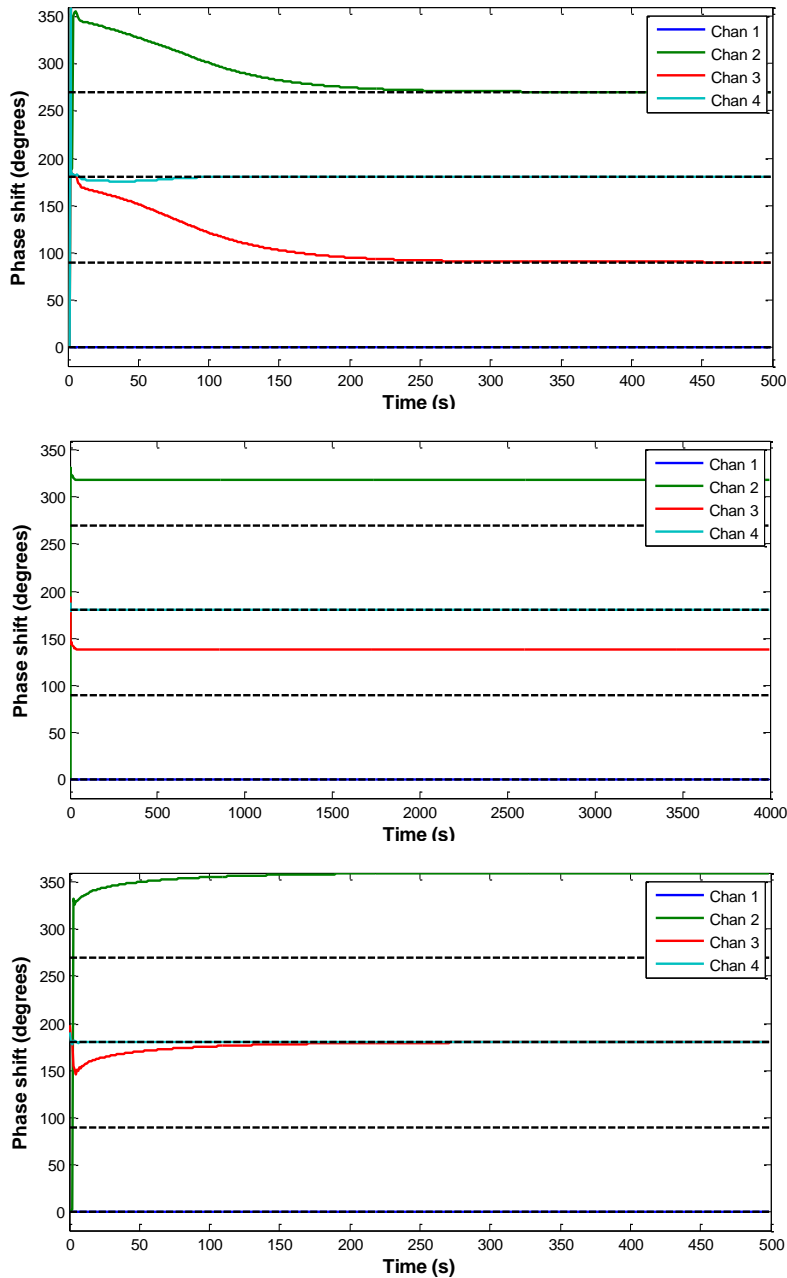 350
300
250
200
150
100
50
0
Phase shift (degrees)
Chan 1
Chan 2
Chan 3
Chan 4
0 50 100 150 200 250 300 350 400 450 500
Time (s)
350
300
250
200
150
100
50
0
Phase shift (degrees)
Chan 1
Chan 2
Chan 3
Chan 4
0 500 1000 1500 2000 2500 3000 3500 4000
Time (s)
350
300
250
200
150
100
50
0
Phase shift (degrees)
Chan 1
Chan 2
Chan 3
Chan 4
0 50 100 150 200 250 300 350 400 450 500
Time (s)